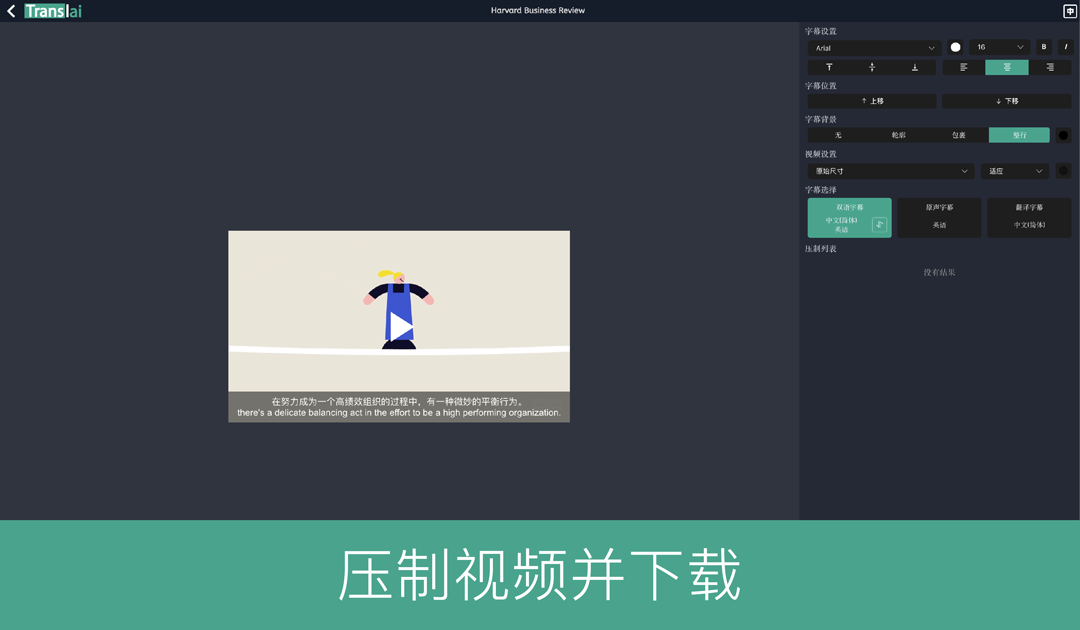 Translai
Harvard Business Review
中
字幕设置
Arial
16
B
I
字幕位置
↑ 上移
↓ 下移
字幕背景
无
轮廓
包裹
整行
视频设置
原始尺寸
适应
字幕选择
双语字幕
中文(简体)
英语
原声字幕
英语
翻译字幕
中文(简体)
压制列表
没有结果
在努力成为一个高绩效组织的过程中，有一种微妙的平衡行为。
there's a delicate balancing act in the effort to be a high performing organization.
压制视频并下载